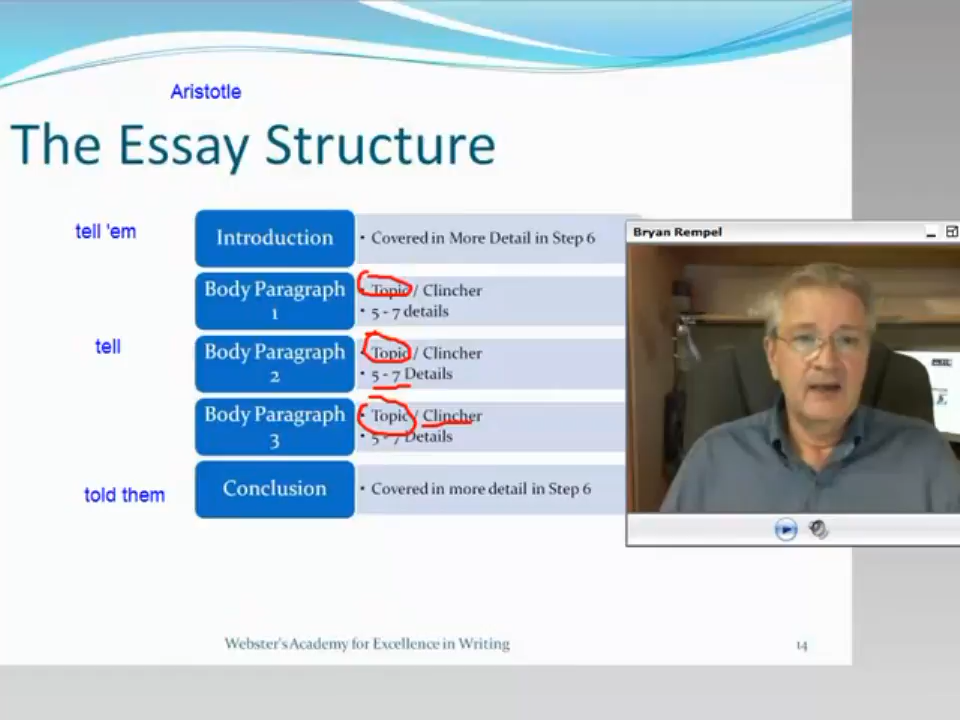 Aristotle
The Essay Structure
tell 'em
Introduction
• Covered in More Detail in Step 6
Bryan Rempel
Body Paragraph
1
• Topic / Clincher
• 5 - 7 details
tell
Body Paragraph
2
• Topic / Clincher
• 5 - 7 Details
Body Paragraph
3
• Topic / Clincher
• 5 - 7 Details
told them
Conclusion
• Covered in more detail in Step 6
Webster's Academy for Excellence in Writing
14